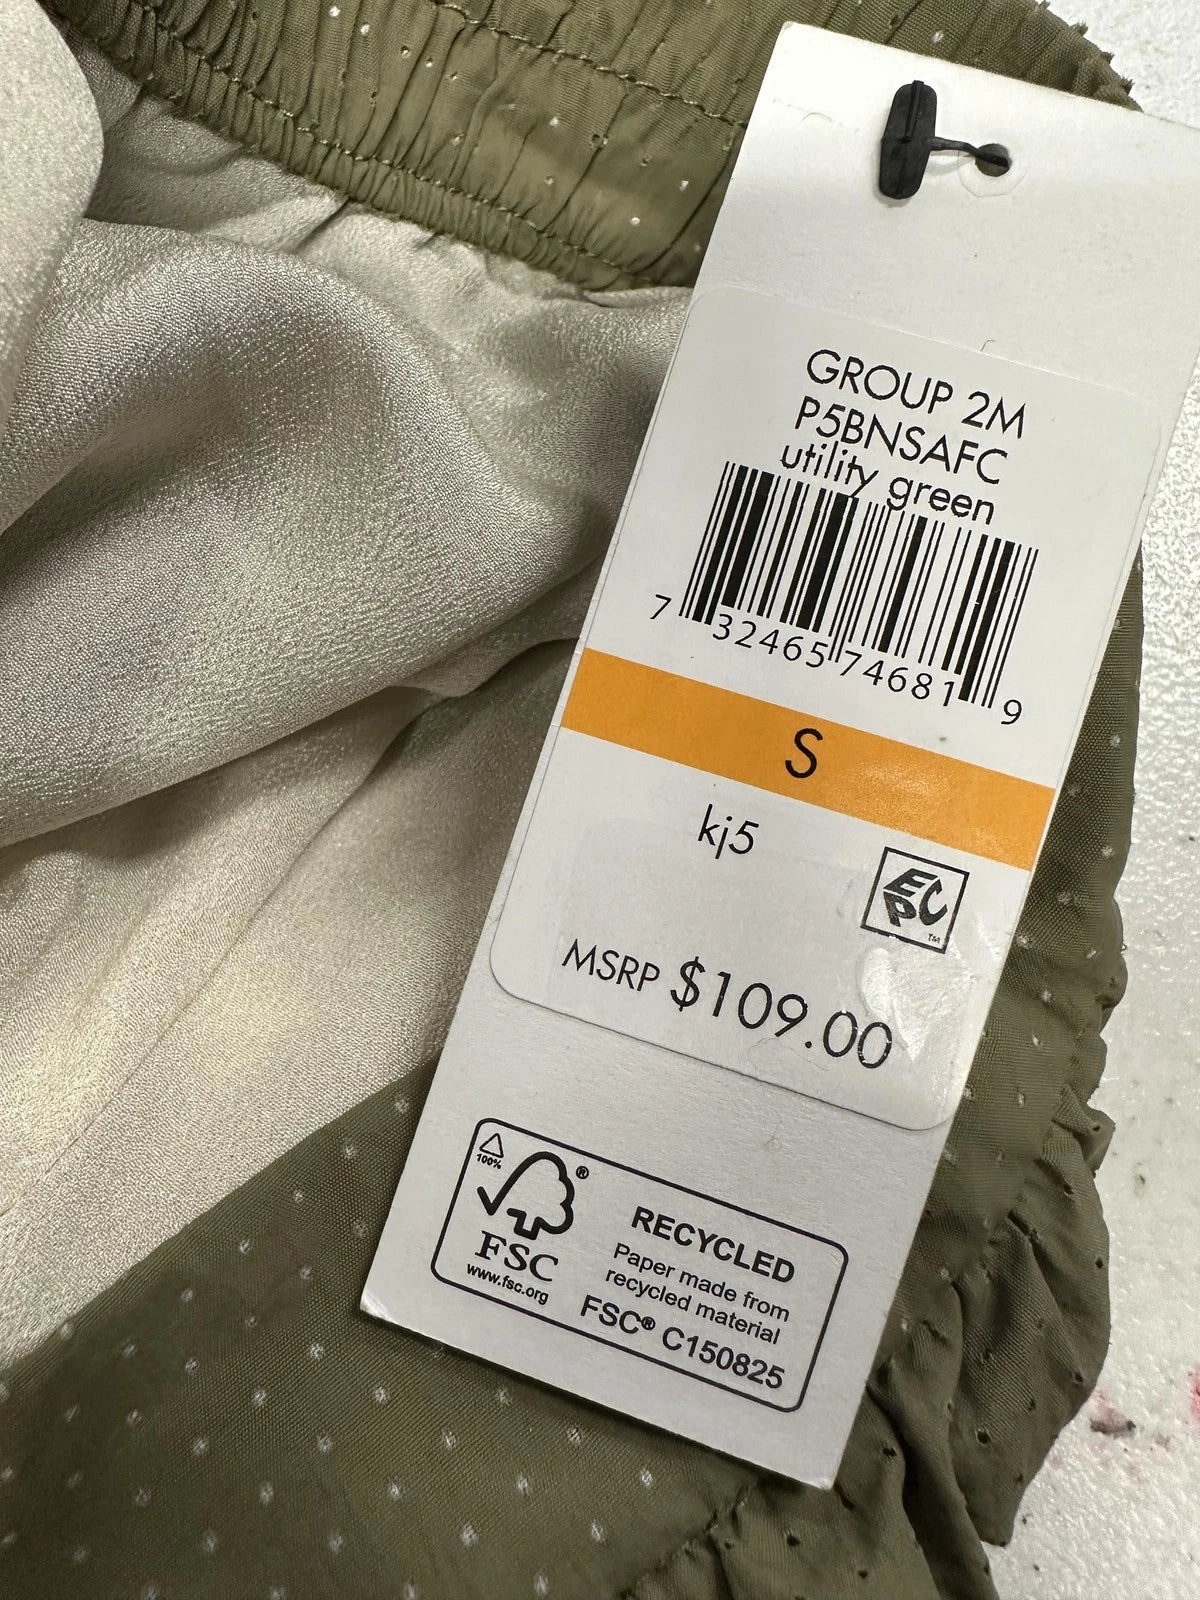 GROUP 2M
P5BNSAFC
utility green
7 32465 74681 9
S
kj5
EPC™
MSRP $109.00
100%
®
FSC
www.fsc.org
RECYCLED
Paper made from
recycled material
FSC® C150825